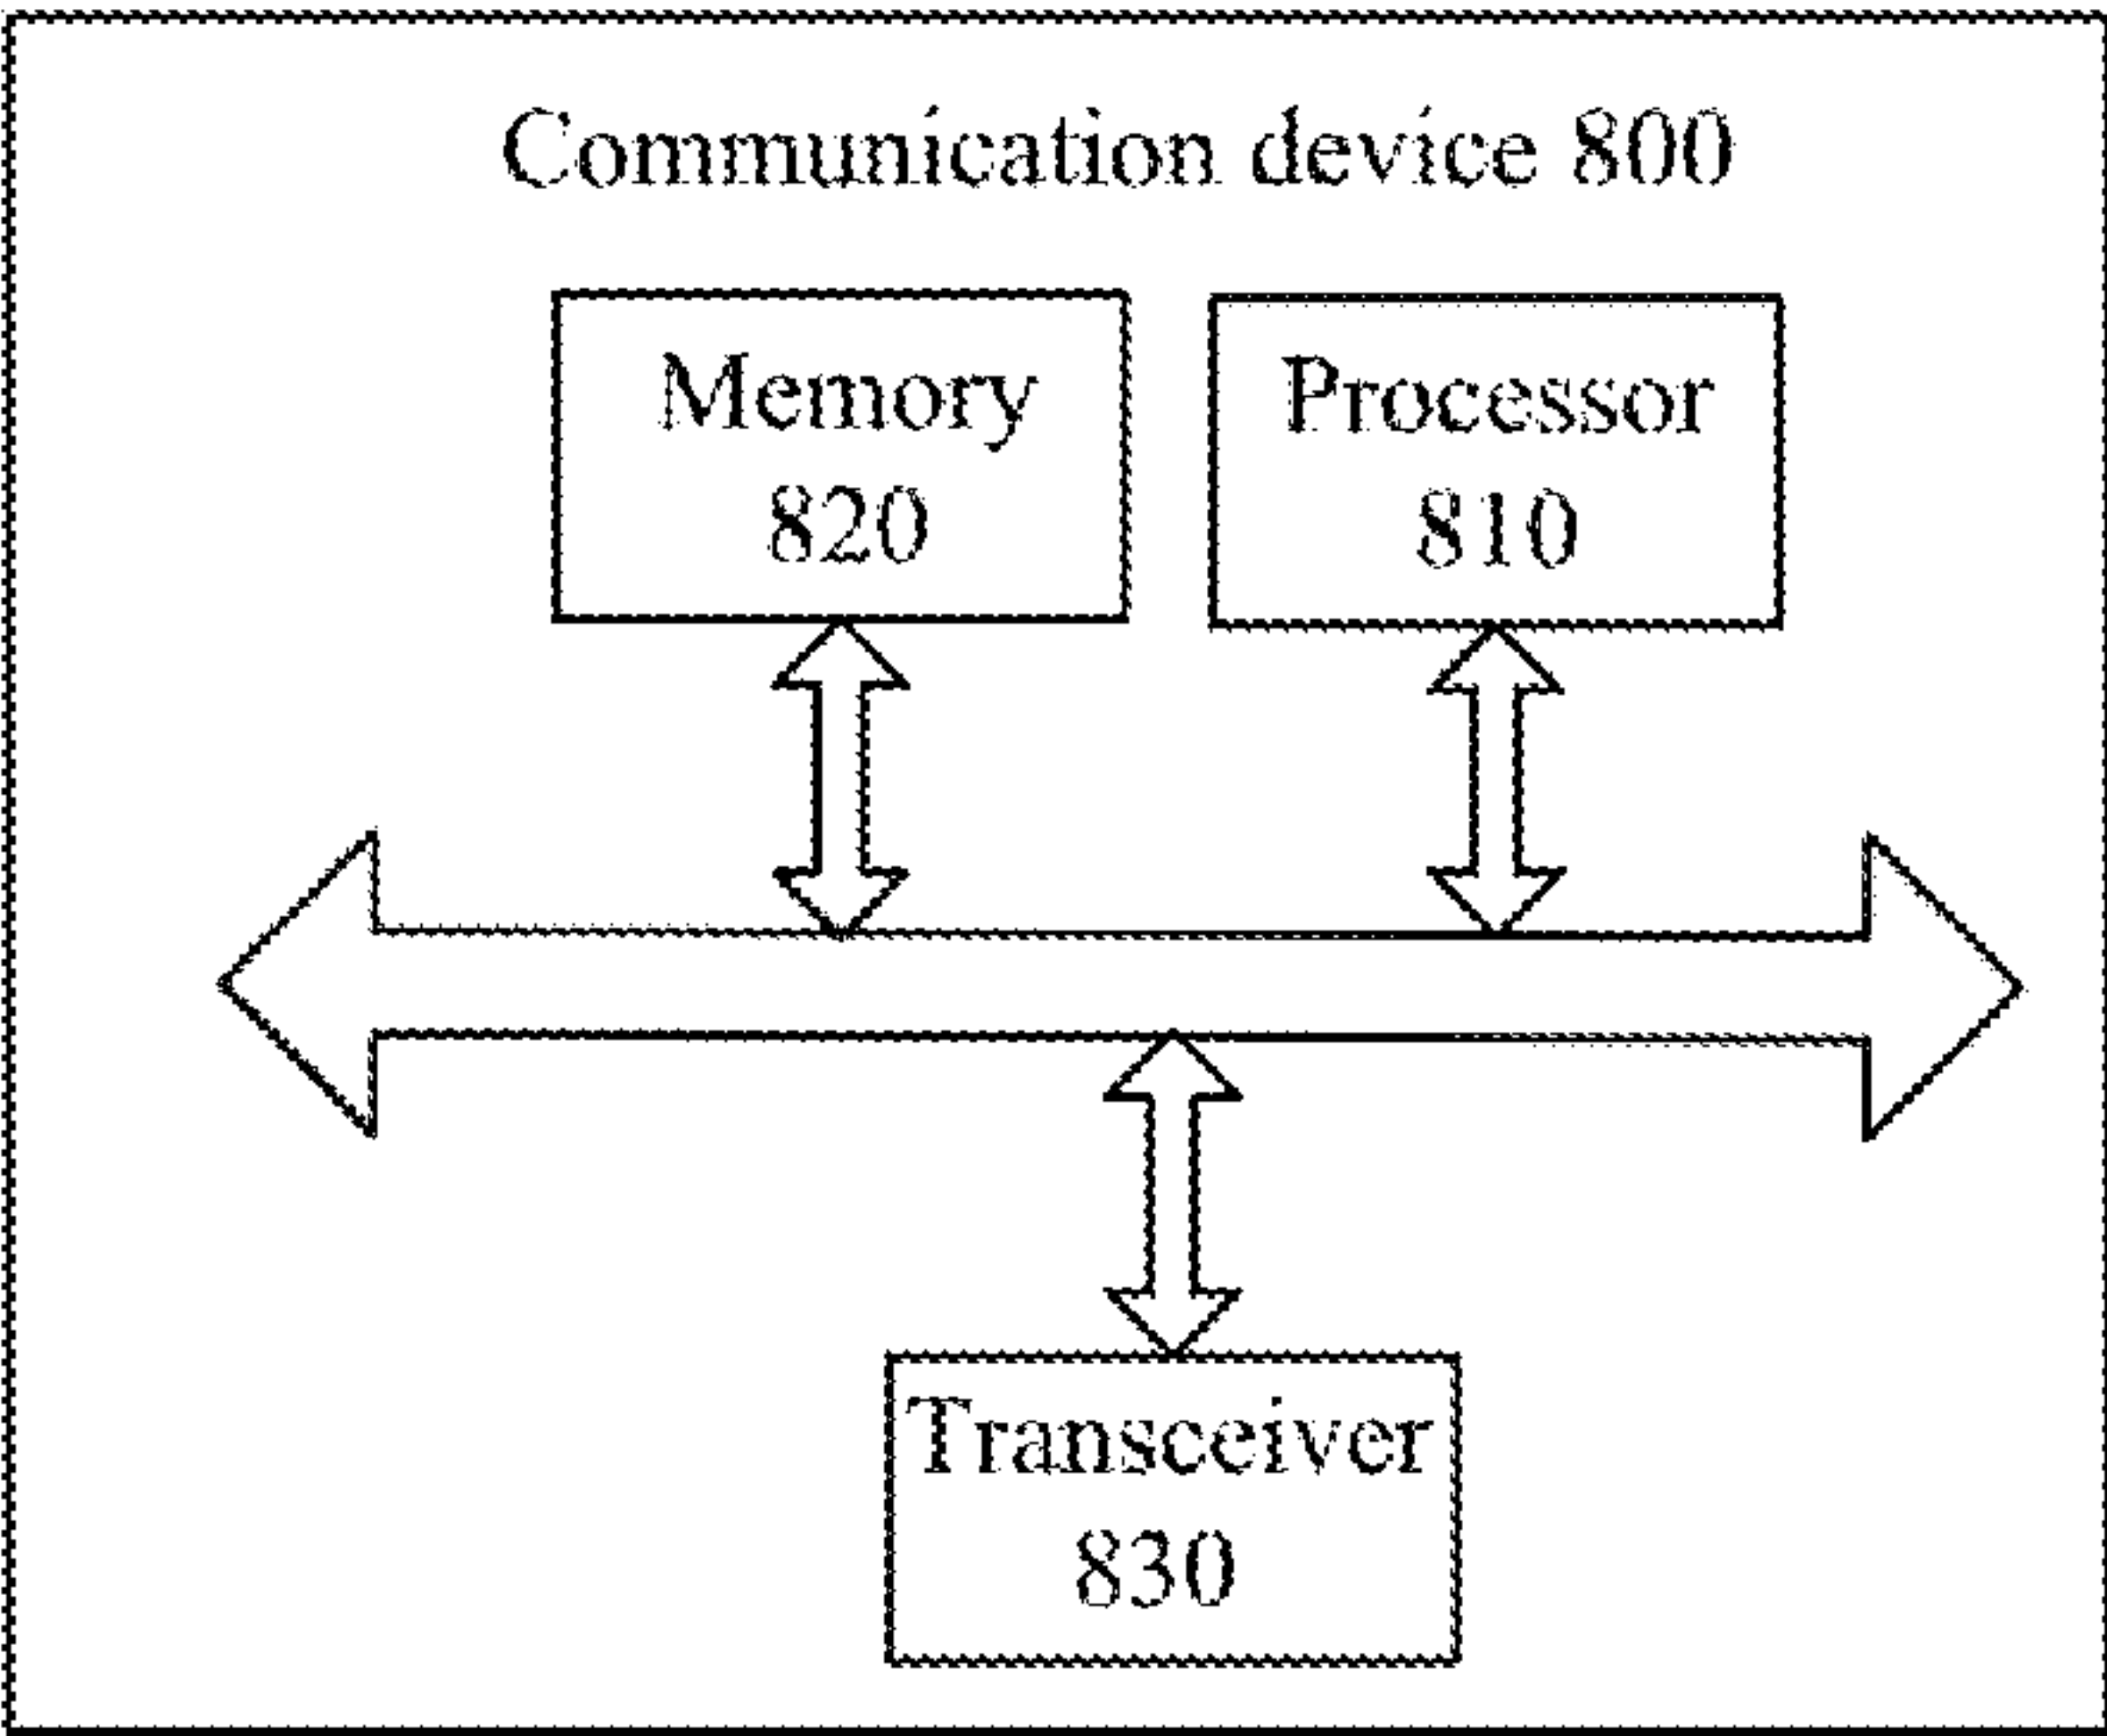 Communication device 800
Memory
820
Processor
810
Transceiver
830